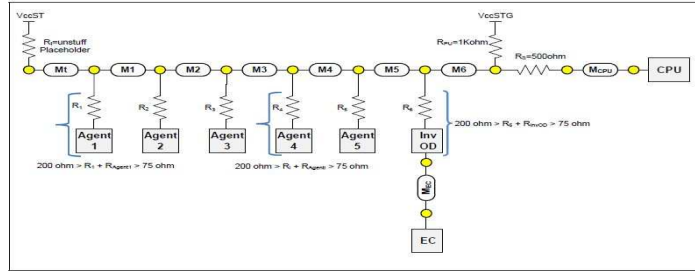 VccST
VccSTG
Rt=unstuff
Placeholder
RPU=1Kohm
RS=500ohm
Mt
M1
M2
M3
M4
M5
M6
MCPU
CPU
R1
R2
R3
R4
R5
R6
Agent 1
Agent 2
Agent 3
Agent 4
Agent 5
Inv OD
200 ohm > R6 + RInvOD > 75 ohm
200 ohm > R1 + RAgent1 > 75 ohm
200 ohm > Ri + RAgenti > 75 ohm
MEC
EC